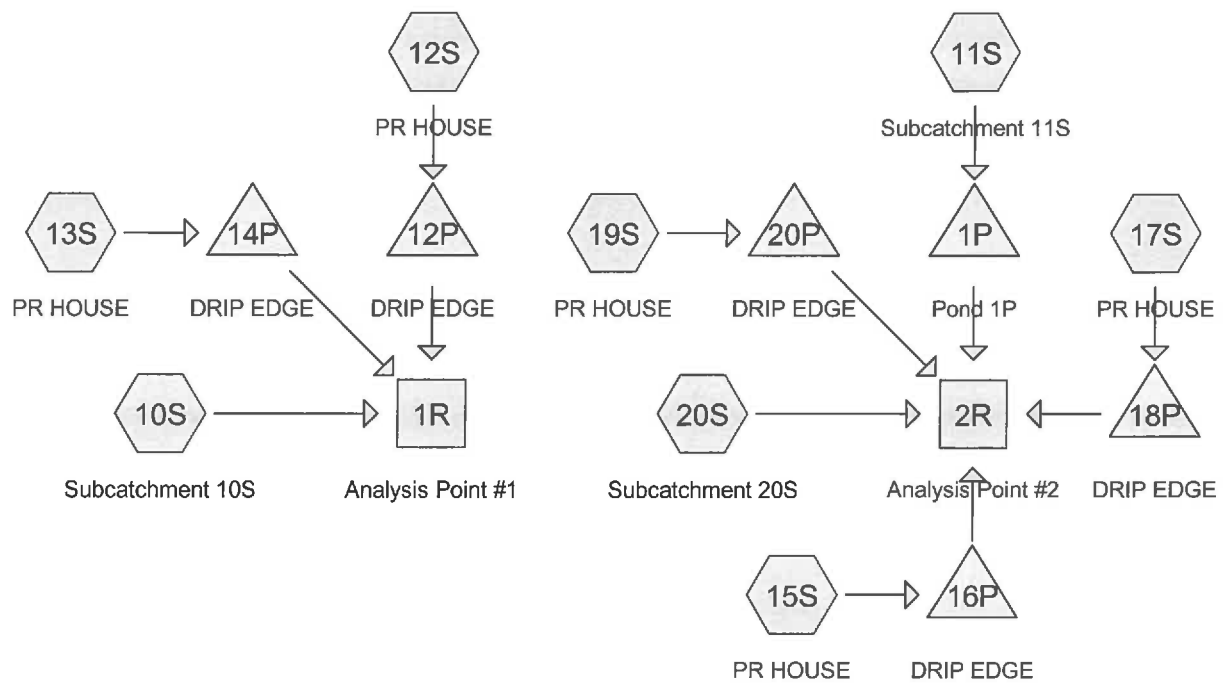 12S
PR HOUSE
11S
Subcatchment 11S
13S
PR HOUSE
14P
DRIP EDGE
12P
DRIP EDGE
19S
PR HOUSE
20P
DRIP EDGE
1P
Pond 1P
17S
PR HOUSE
10S
Subcatchment 10S
1R
Analysis Point #1
20S
Subcatchment 20S
2R
Analysis Point #2
18P
DRIP EDGE
15S
PR HOUSE
16P
DRIP EDGE